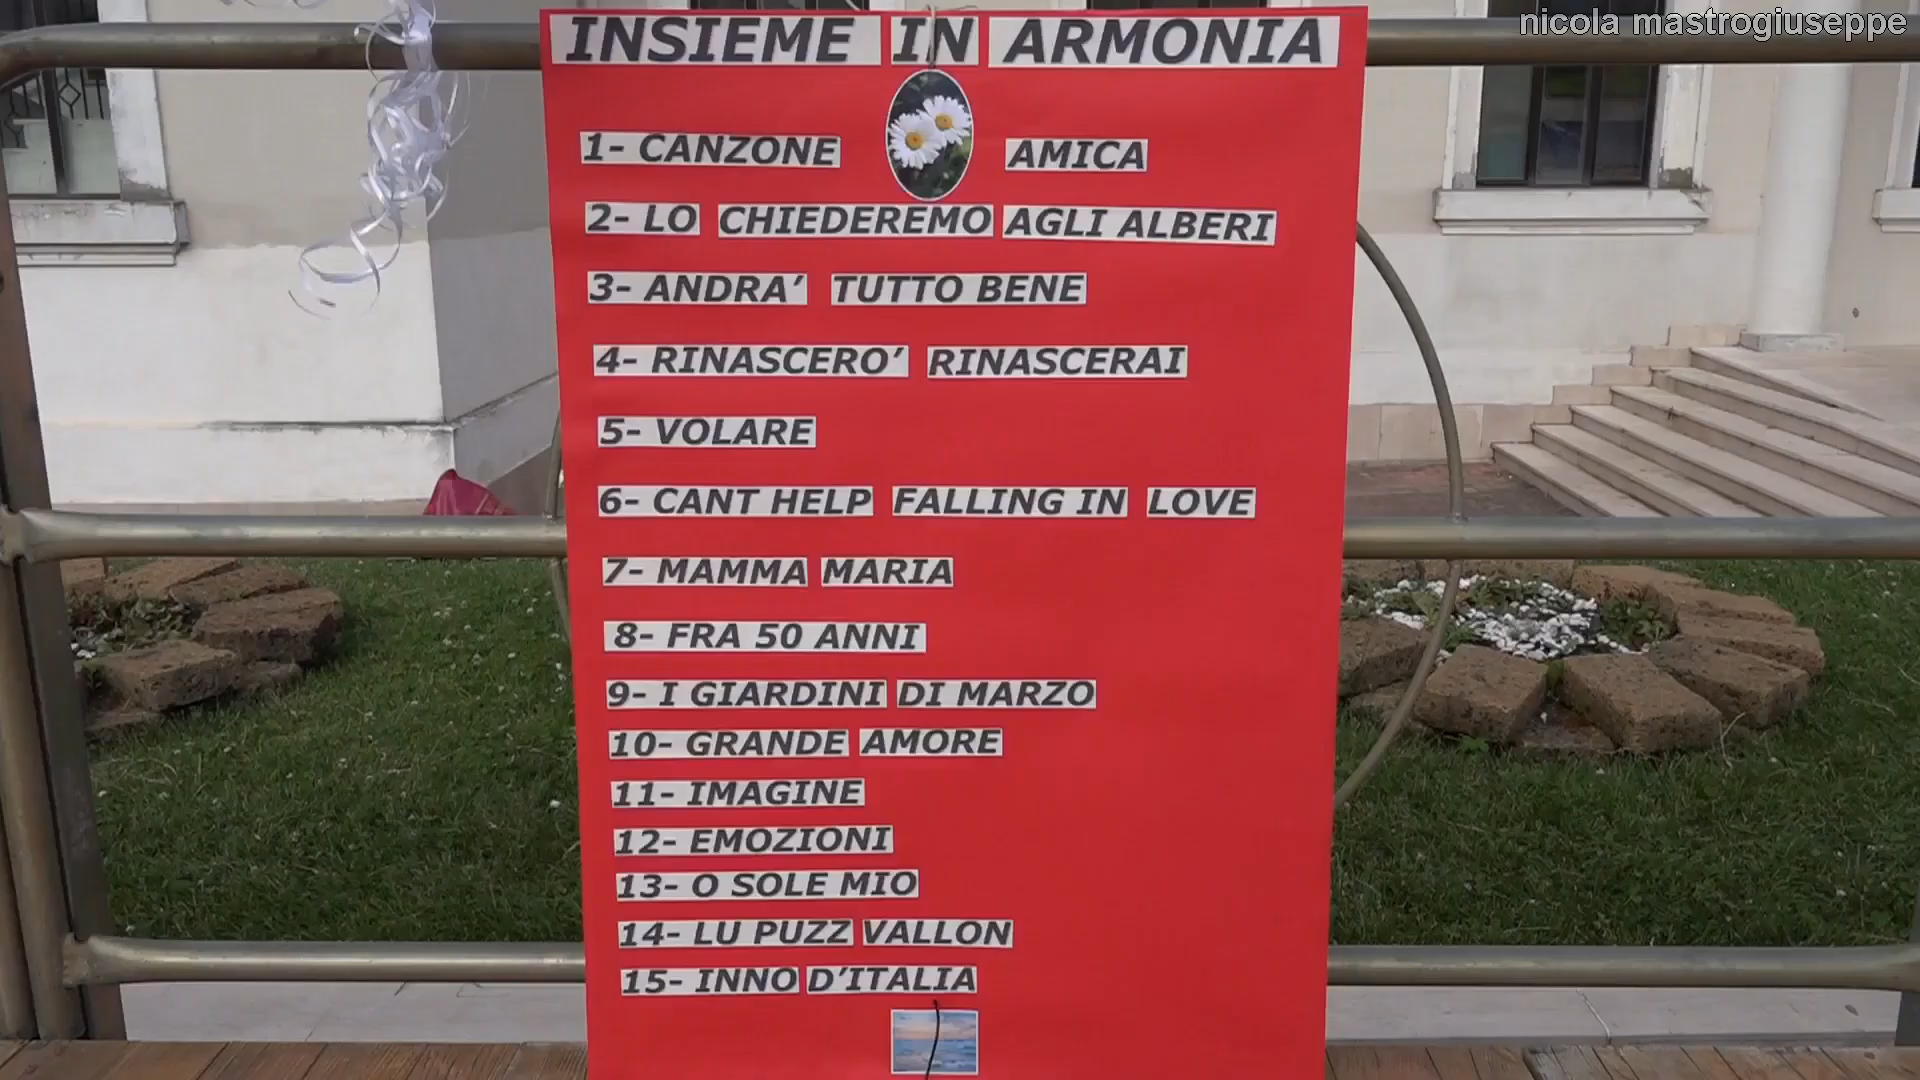 nicola mastrogiuseppe
INSIEME IN ARMONIA
1- CANZONE AMICA
2- LO CHIEDEREMO AGLI ALBERI
3- ANDRA’ TUTTO BENE
4- RINASCERO’ RINASCERAI
5- VOLARE
6- CANT HELP FALLING IN LOVE
7- MAMMA MARIA
8- FRA 50 ANNI
9- I GIARDINI DI MARZO
10- GRANDE AMORE
11- IMAGINE
12- EMOZIONI
13- O SOLE MIO
14- LU PUZZ VALLON
15- INNO D’ITALIA